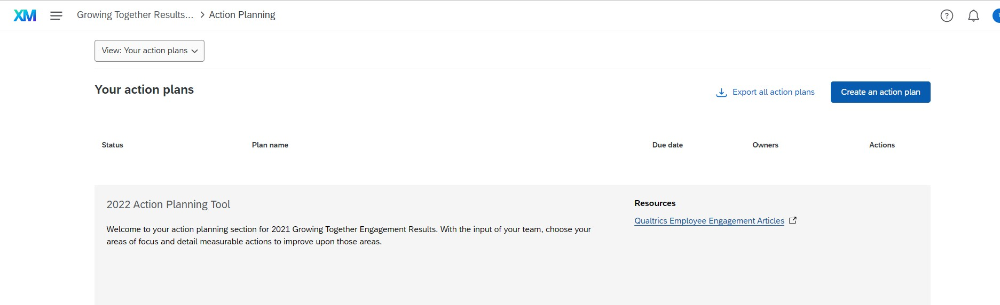 XM
Growing Together Results... > Action Planning
View: Your action plans
Your action plans
Export all action plans
Create an action plan
Status Plan name Due date Owners Actions
2022 Action Planning Tool
Welcome to your action planning section for 2021 Growing Together Engagement Results. With the input of your team, choose your
areas of focus and detail measurable actions to improve upon those areas.
Resources
Qualtrics Employee Engagement Articles